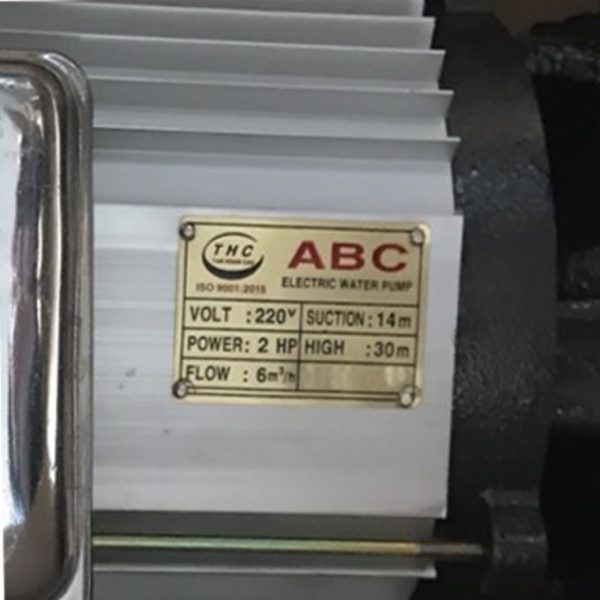 THC
ABC
ISO 9001:2015
ELECTRIC WATER PUMP
VOLT : 220V
SUCTION : 14m
POWER : 2 HP
HIGH : 30m
FLOW : 6m³/h